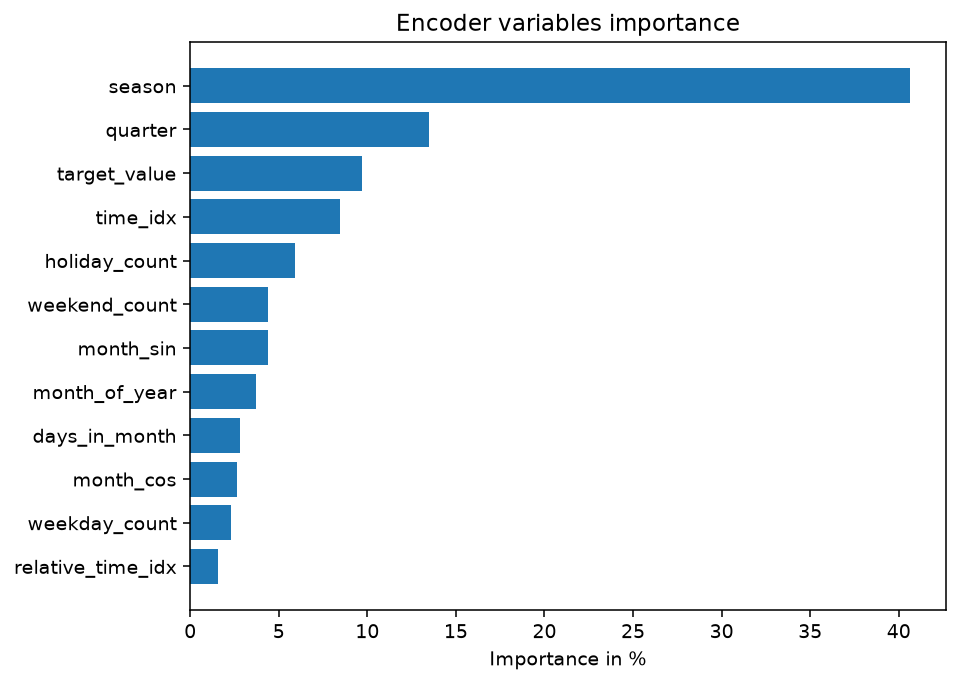 Encoder variables importance
season
quarter
target_value
time_idx
holiday_count
weekend_count
month_sin
month_of_year
days_in_month
month_cos
weekday_count
relative_time_idx
0 5 10 15 20 25 30 35 40
Importance in %